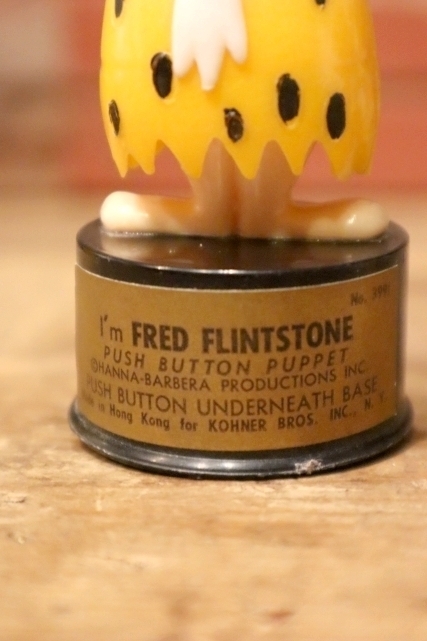 No. 399
I'm FRED FLINTSTONE
PUSH BUTTON PUPPET
©HANNA-BARBERA PRODUCTIONS INC
PUSH BUTTON UNDERNEATH BASE
in Hong Kong for KOHNER BROS. INC., N. Y.